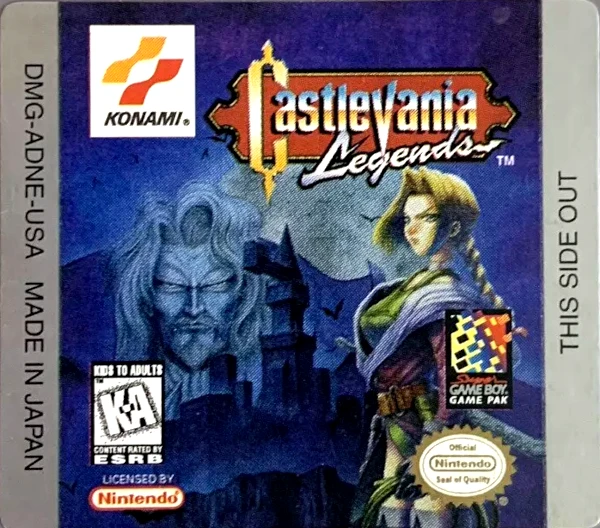 KONAMI®
Castlevania
Legends™
DMG-ADNE-USA MADE IN JAPAN
THIS SIDE OUT
KIDS TO ADULTS
™
KA
CONTENT RATED BY
ESRB
LICENSED BY
Nintendo®
Super
GAME BOY
GAME PAK
Official
Nintendo
Seal of Quality
®